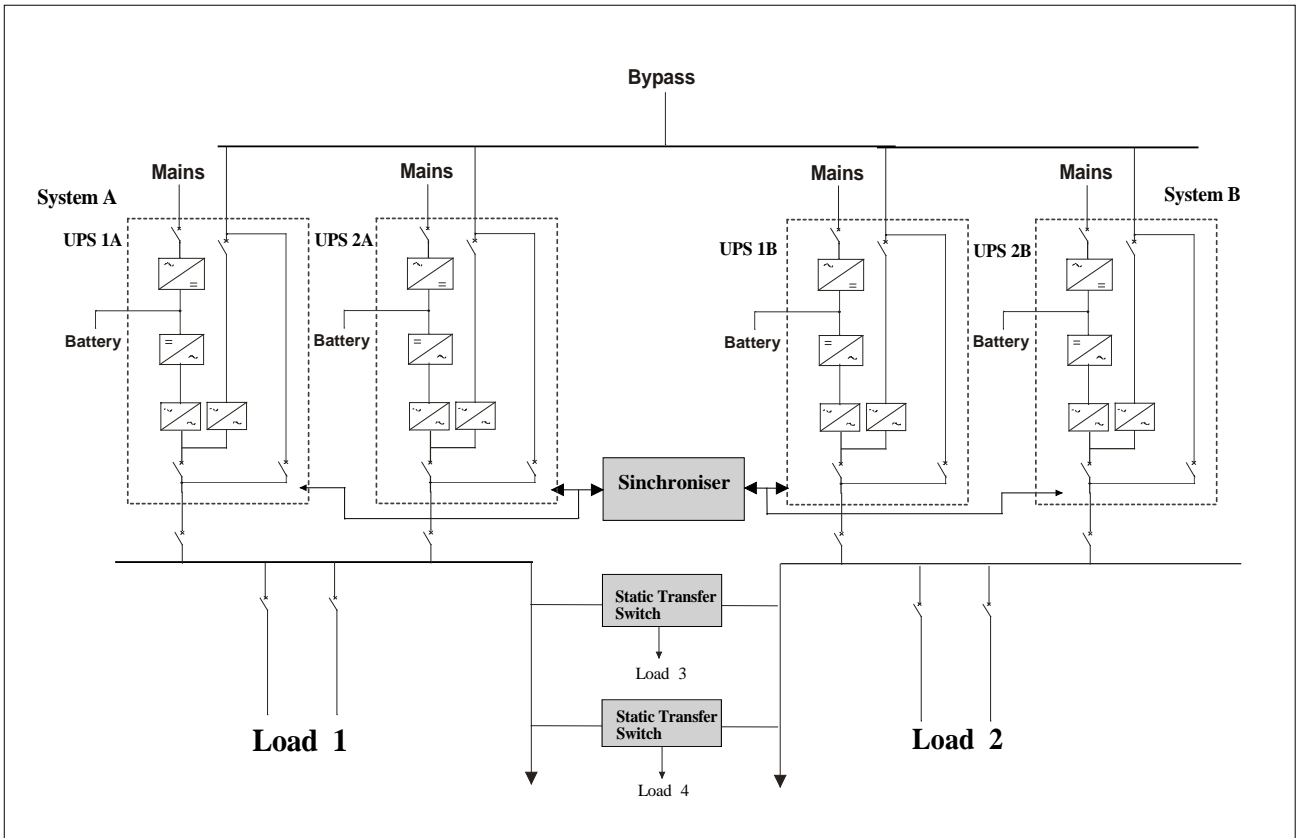 Bypass
Mains
Mains
Mains
Mains
System A
System B
UPS 1A
UPS 2A
UPS 1B
UPS 2B
Battery
Battery
Battery
Battery
Sinchroniser
Static Transfer
Switch
Load 3
Static Transfer
Switch
Load 1
Load 2
Load 4